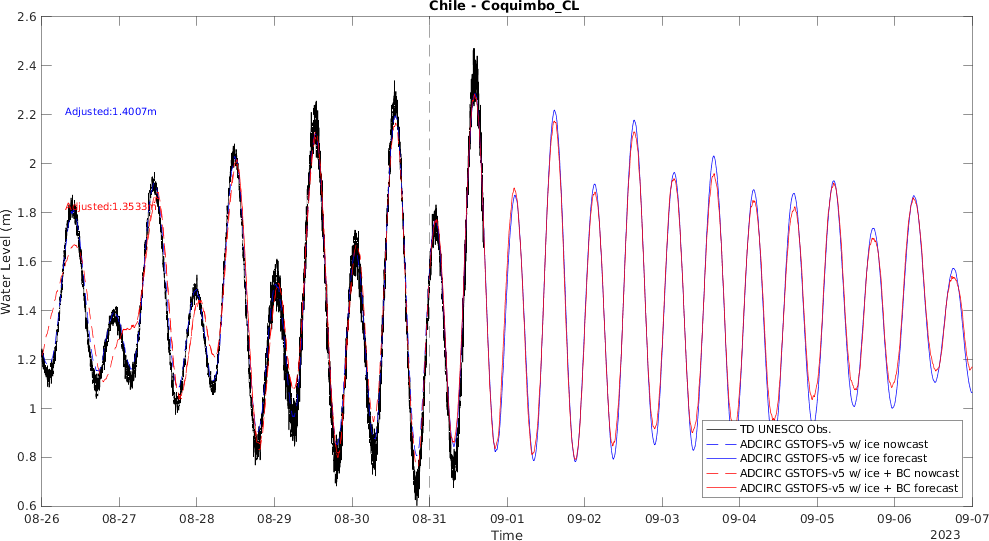 Chile - Coquimbo_CL
2.6
2.4
2.2
2
1.8
1.6
1.4
1.2
1
0.8
0.6
Water Level (m)
Adjusted:1.4007m
Adjusted:1.3533m
TD UNESCO Obs.
ADCIRC GSTOFS-v5 w/ ice nowcast
ADCIRC GSTOFS-v5 w/ ice forecast
ADCIRC GSTOFS-v5 w/ ice + BC nowcast
ADCIRC GSTOFS-v5 w/ ice + BC forecast
08-26 08-27 08-28 08-29 08-30 08-31 09-01 09-02 09-03 09-04 09-05 09-06 09-07
Time
2023